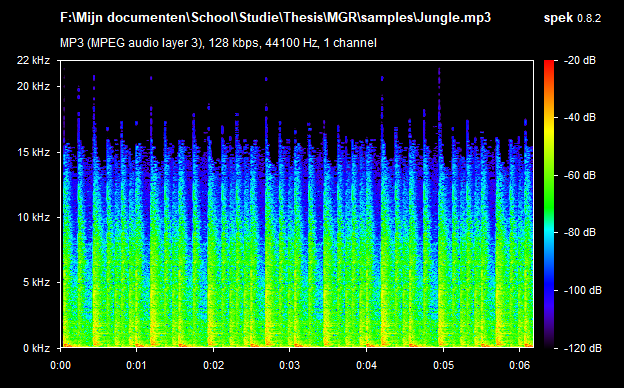 F:\Mijn documenten\School\Studie\Thesis\MGR\samples\Jungle.mp3 spek 0.8.2
MP3 (MPEG audio layer 3), 128 kbps, 44100 Hz, 1 channel
22 kHz
20 kHz
15 kHz
10 kHz
5 kHz
0 kHz
-20 dB
-40 dB
-60 dB
-80 dB
-100 dB
-120 dB
0:00 0:01 0:02 0:03 0:04 0:05 0:06